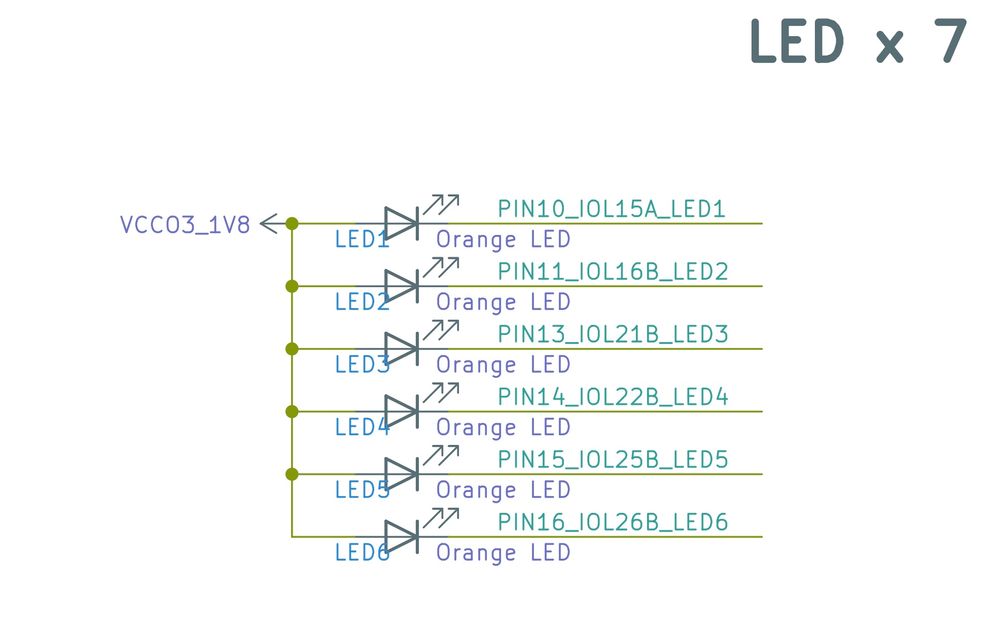 LED x 7
PIN10_IOL15A_LED1
VCCO3_1V8
LED1 Orange LED
PIN11_IOL16B_LED2
LED2 Orange LED
PIN13_IOL21B_LED3
LED3 Orange LED
PIN14_IOL22B_LED4
LED4 Orange LED
PIN15_IOL25B_LED5
LED5 Orange LED
PIN16_IOL26B_LED6
LED6 Orange LED